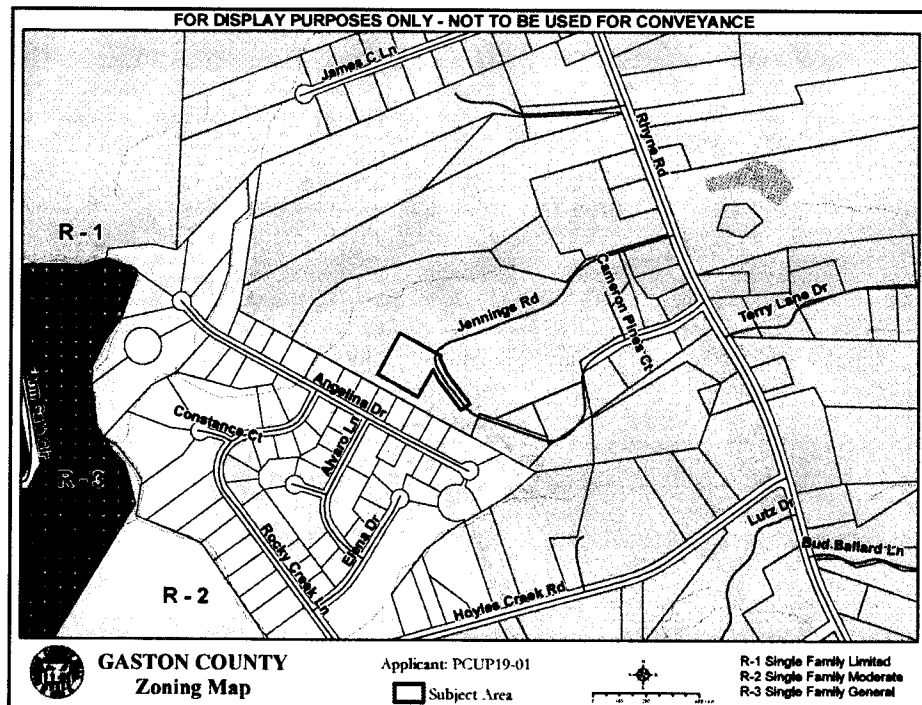 FOR DISPLAY PURPOSES ONLY - NOT TO BE USED FOR CONVEYANCE
James C Ln
Rhyne Rd
R - 1
Jennings Rd
Cameron Pines Ct
Terry Lane Dr
Angelina Dr
Constance Ct
Alvaro Ln
R - 3
Elena Dr
Rocky Creek Ln
Lutz Dr
Bud Ballard Ln
R - 2
Hoyles Creek Rd
GASTON COUNTY
Zoning Map
Applicant: PCUP19-01
Subject Area
R-1 Single Family Limited
R-2 Single Family Moderate
R-3 Single Family General